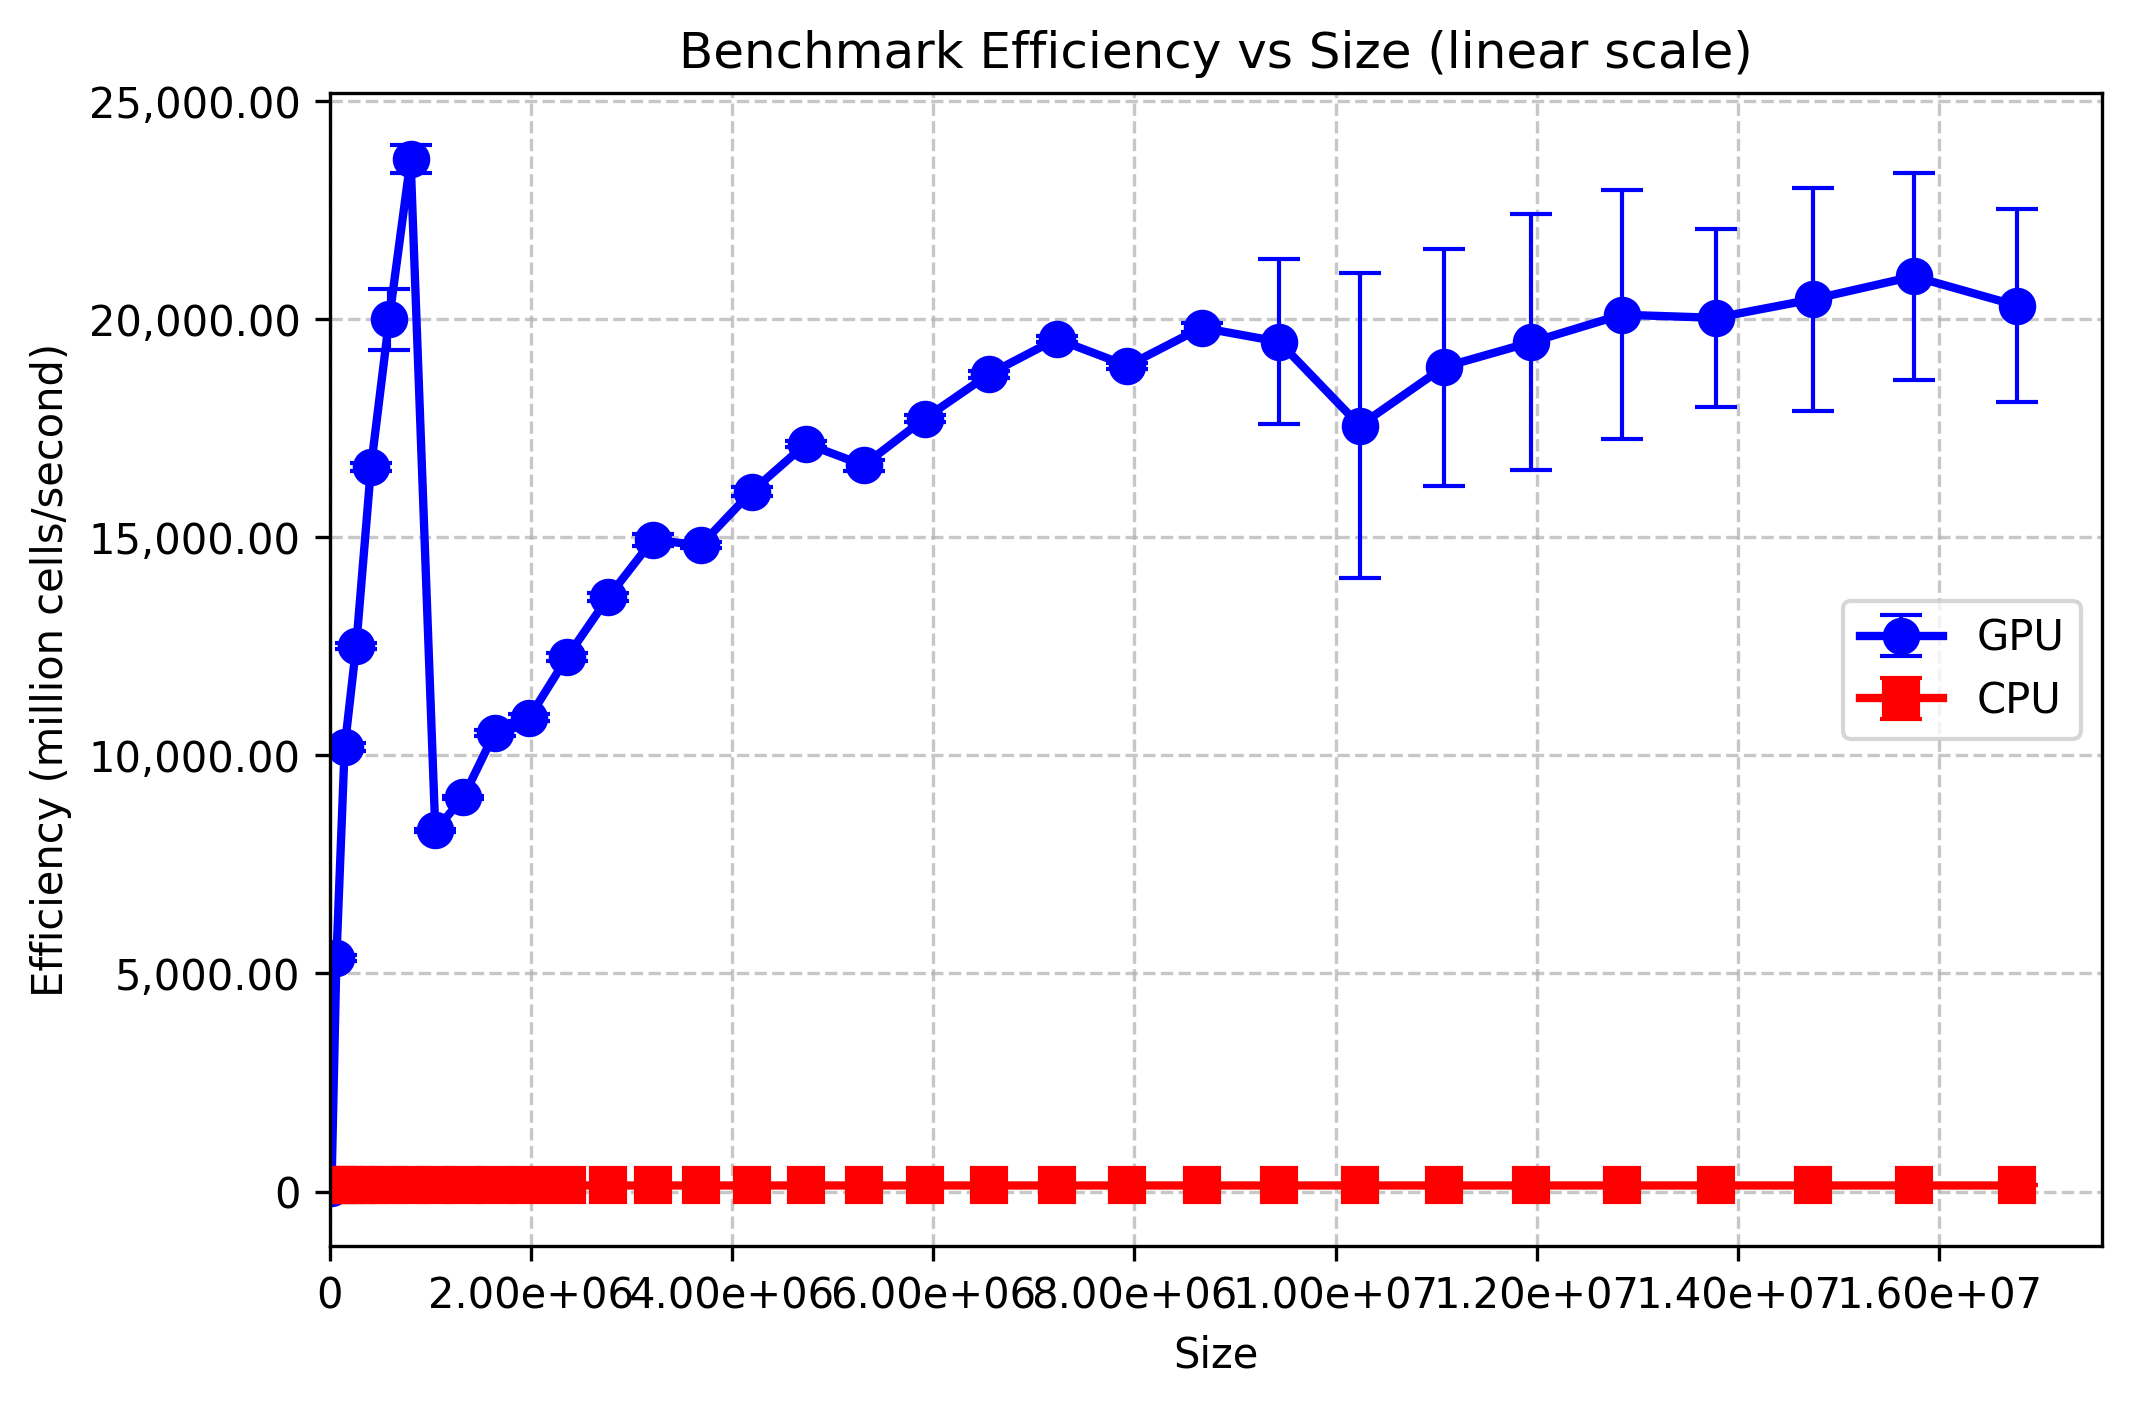 Benchmark Efficiency vs Size (linear scale)
Efficiency (million cells/second)
25,000.00
20,000.00
15,000.00
10,000.00
5,000.00
0
GPU
CPU
0 2.00e+06 4.00e+06 6.00e+06 8.00e+06 1.00e+07 1.20e+07 1.40e+07 1.60e+07
Size